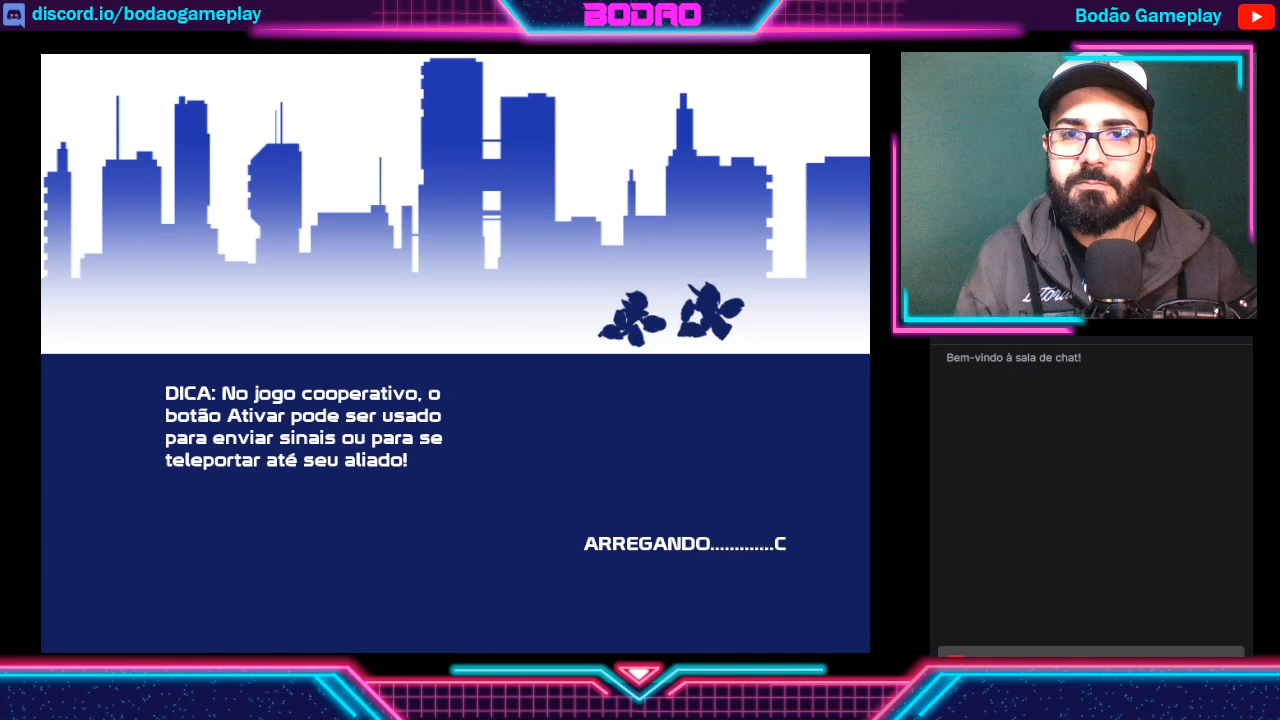 discord.io/bodaogameplay
BODAO
Bodão Gameplay
DICA: No jogo cooperativo, o
botão Ativar pode ser usado
para enviar sinais ou para se
teleportar até seu aliado!
ARREGANDO.............C
Bem-vindo à sala de chat!